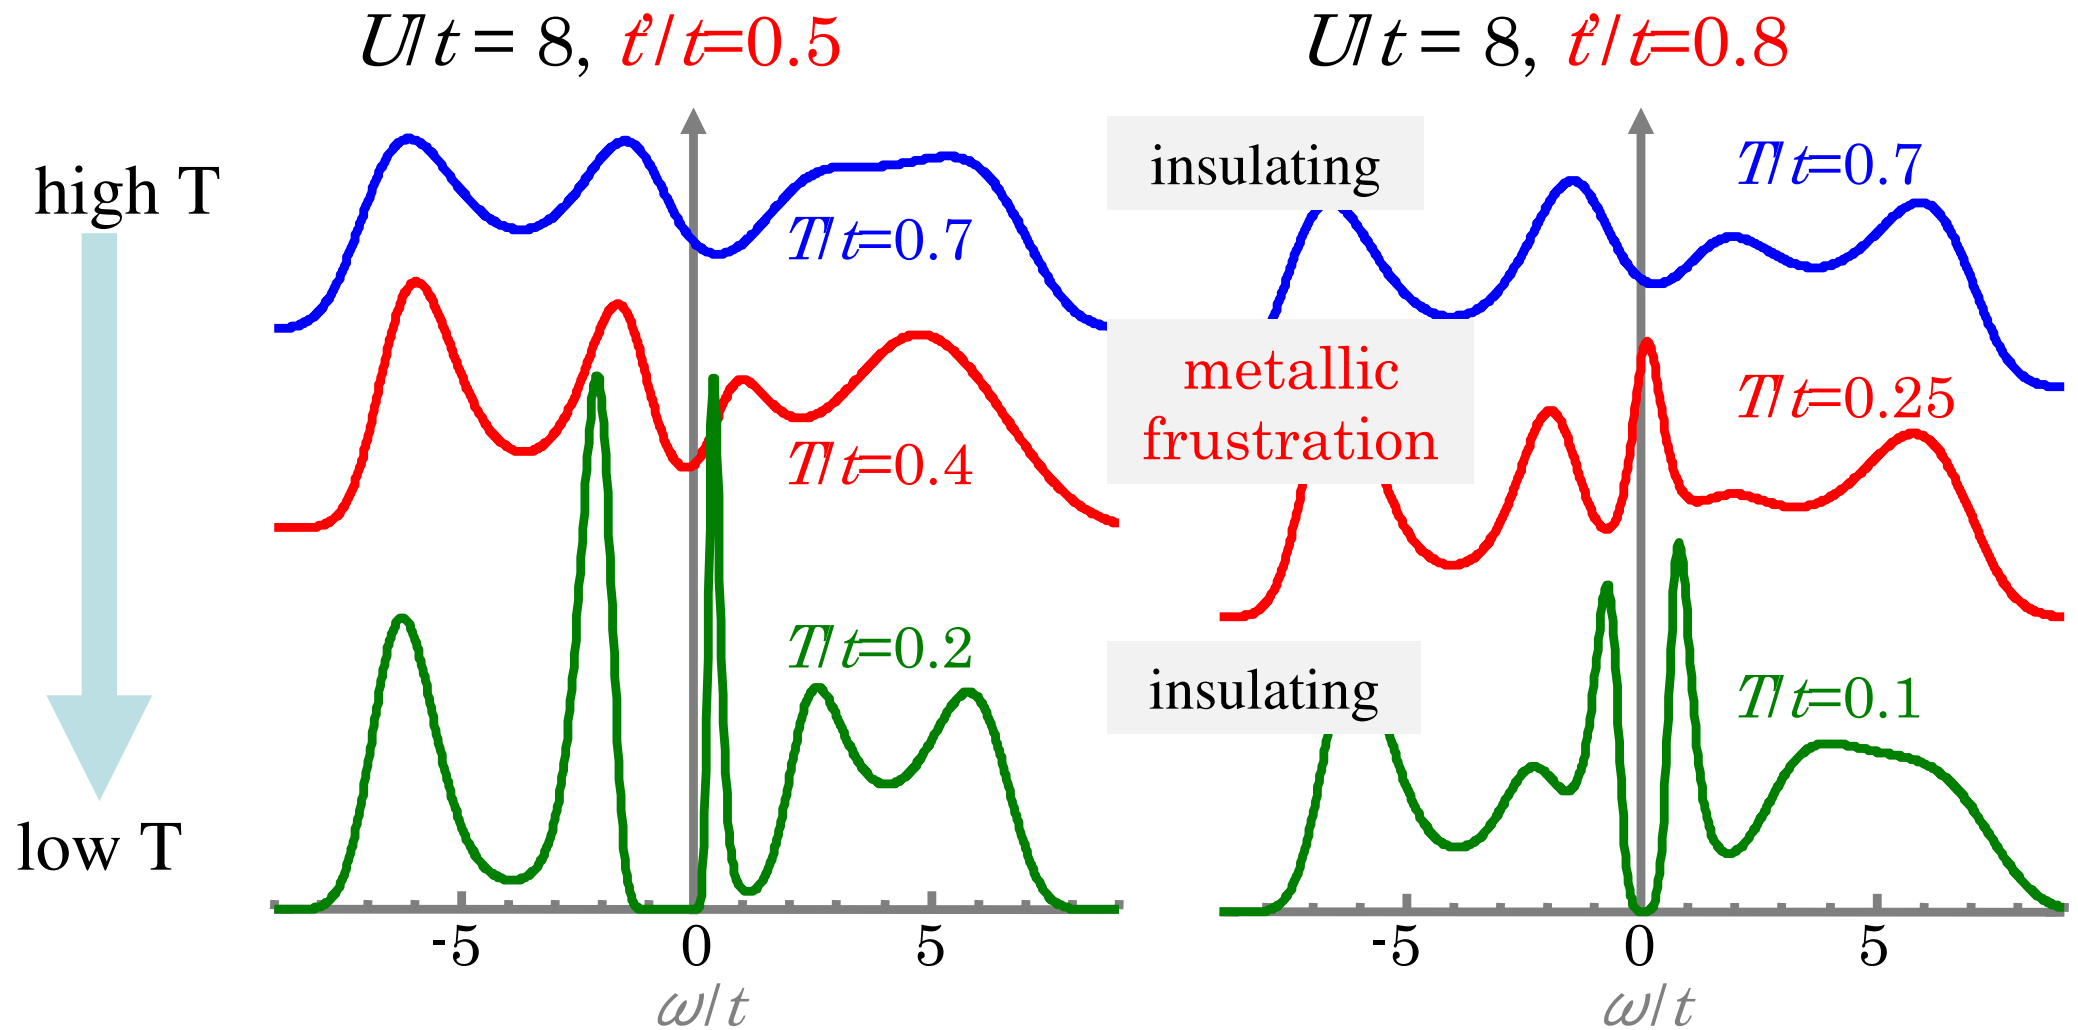 U/t = 8, t'/t=0.5
U/t = 8, t'/t=0.8
high T
low T
T/t=0.7
T/t=0.4
T/t=0.2
-5
0
5
ω/t
insulating
metallic
frustration
insulating
T/t=0.7
T/t=0.25
T/t=0.1
-5
0
5
ω/t